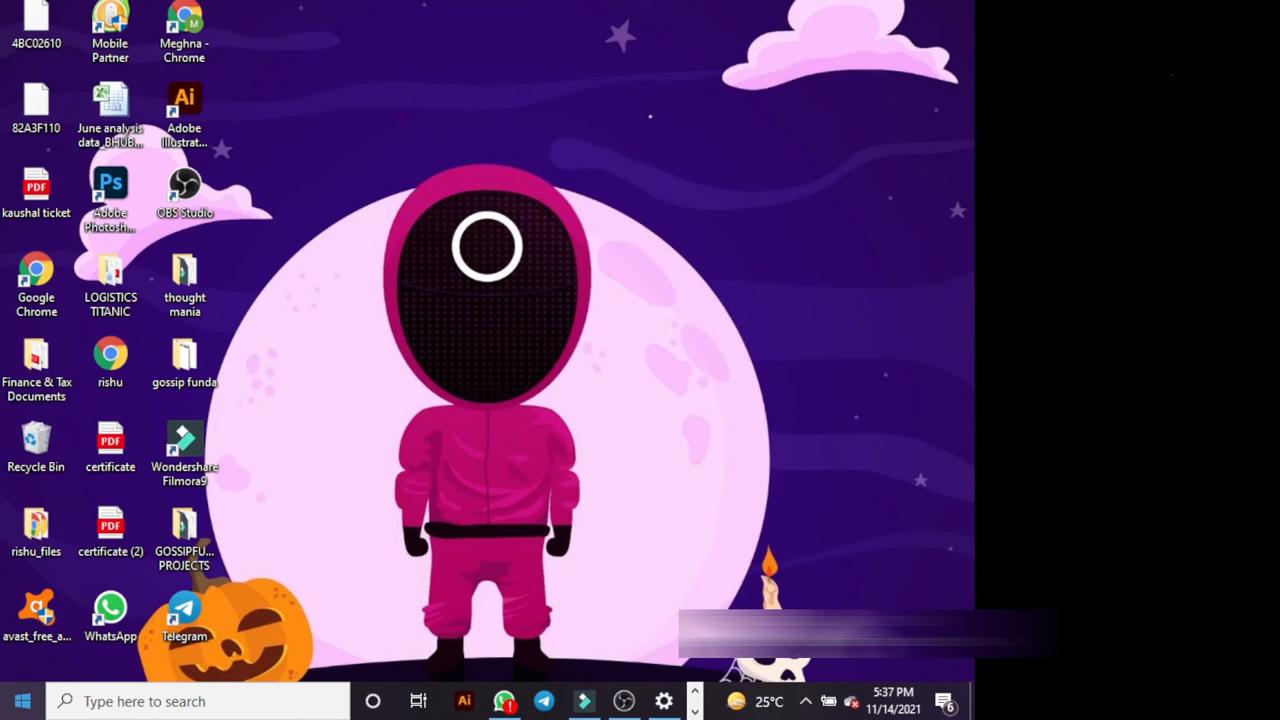 4BC02610
Mobile
Partner
Meghna -
Chrome
82A3F110
June analysis
data_BHUB...
Ai
Adobe
Illustrat...
PDF
kaushal ticket
Ps
Adobe
Photosh...
OBS Studio
Google
Chrome
LOGISTICS
TITANIC
thought
mania
Finance & Tax
Documents
rishu
gossip funda
Recycle Bin
PDF
certificate
Wondershare
Filmora9
rishu_files
PDF
certificate (2)
GOSSIPFU...
PROJECTS
avast_free_a...
WhatsApp
Telegram
Type here to search
Ai
25°C
5:37 PM
11/14/2021
6